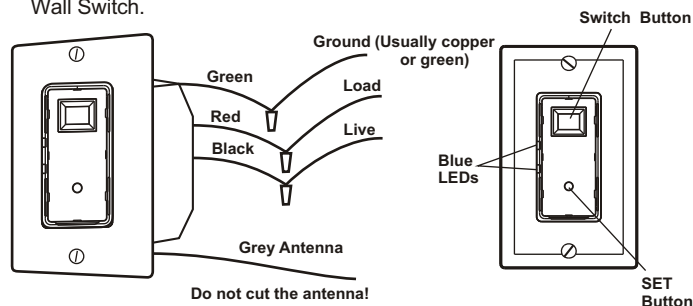 Wall Switch.
Switch Button
Ground (Usually copper
or green)
Green
Load
Red
Live
Black
Blue
LEDs
Grey Antenna
Do not cut the antenna!
SET
Button